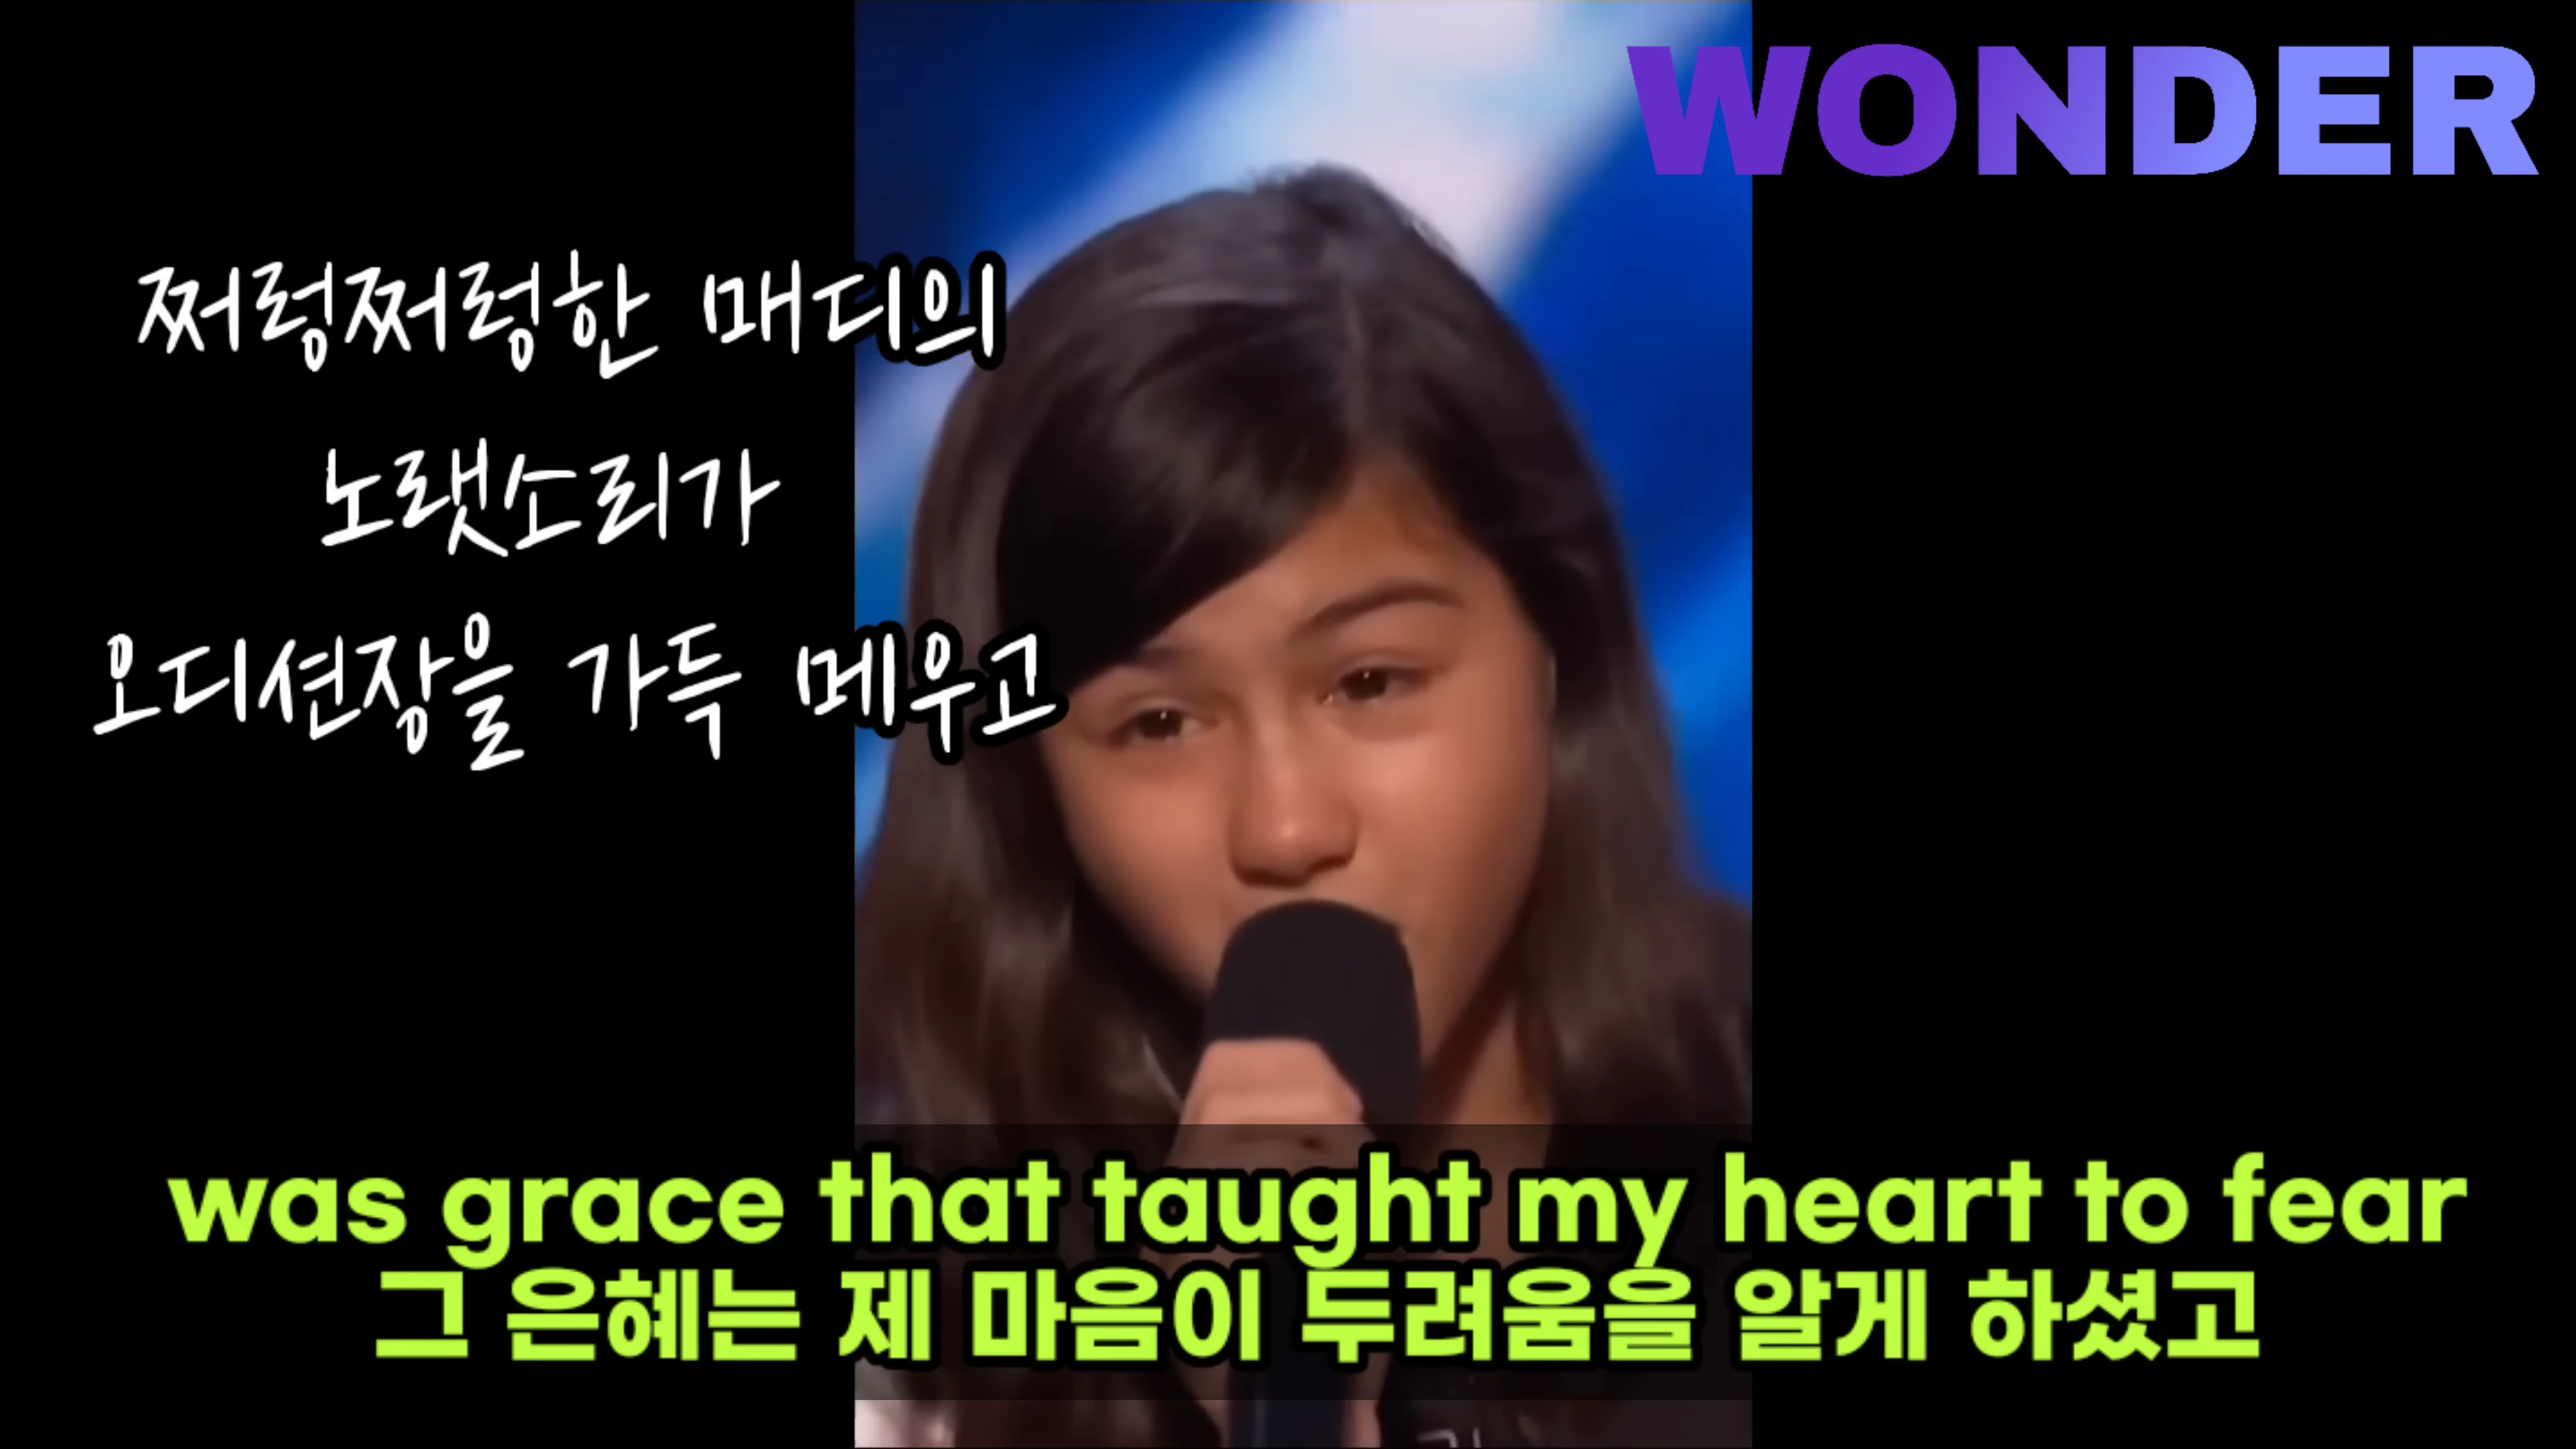 WONDER
쩌렁쩌렁한 매디의
노랫소리가
오디션장을 가득 메우고
was grace that taught my heart to fear
그 은혜는 제 마음이 두려움을 알게 하셨고